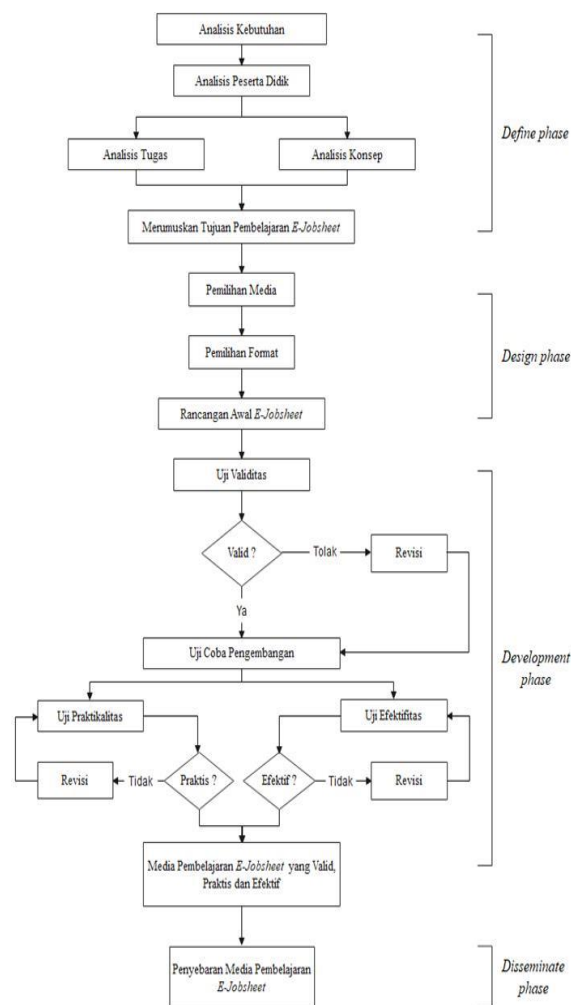 Analisis Kebutuhan
Analisis Peserta Didik
Analisis Tugas
Analisis Konsep
Define phase
Merumuskan Tujuan Pembelajaran E-Jobsheet
Pemilihan Media
Pemilihan Format
Design phase
Rancangan Awal E-Jobsheet
Uji Validitas
Valid ?
Tolak
Revisi
Ya
Uji Coba Pengembangan
Development
phase
Uji Praktikalitas
Uji Efektifitas
Revisi
Tidak
Praktis ?
Efektif ?
Tidak
Revisi
Media Pembelajaran E-Jobsheet yang Valid,
Praktis dan Efektif
Penyebaran Media Pembelajaran
E-Jobsheet
Disseminate
phase